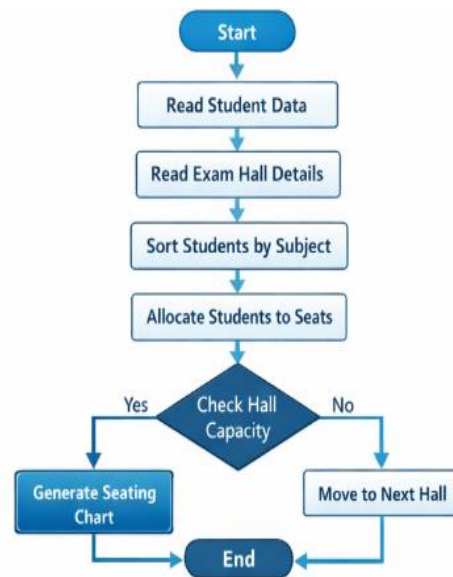 Start
Read Student Data
Read Exam Hall Details
Sort Students by Subject
Allocate Students to Seats
Yes
Check Hall
Capacity
No
Generate Seating
Chart
Move to Next Hall
End